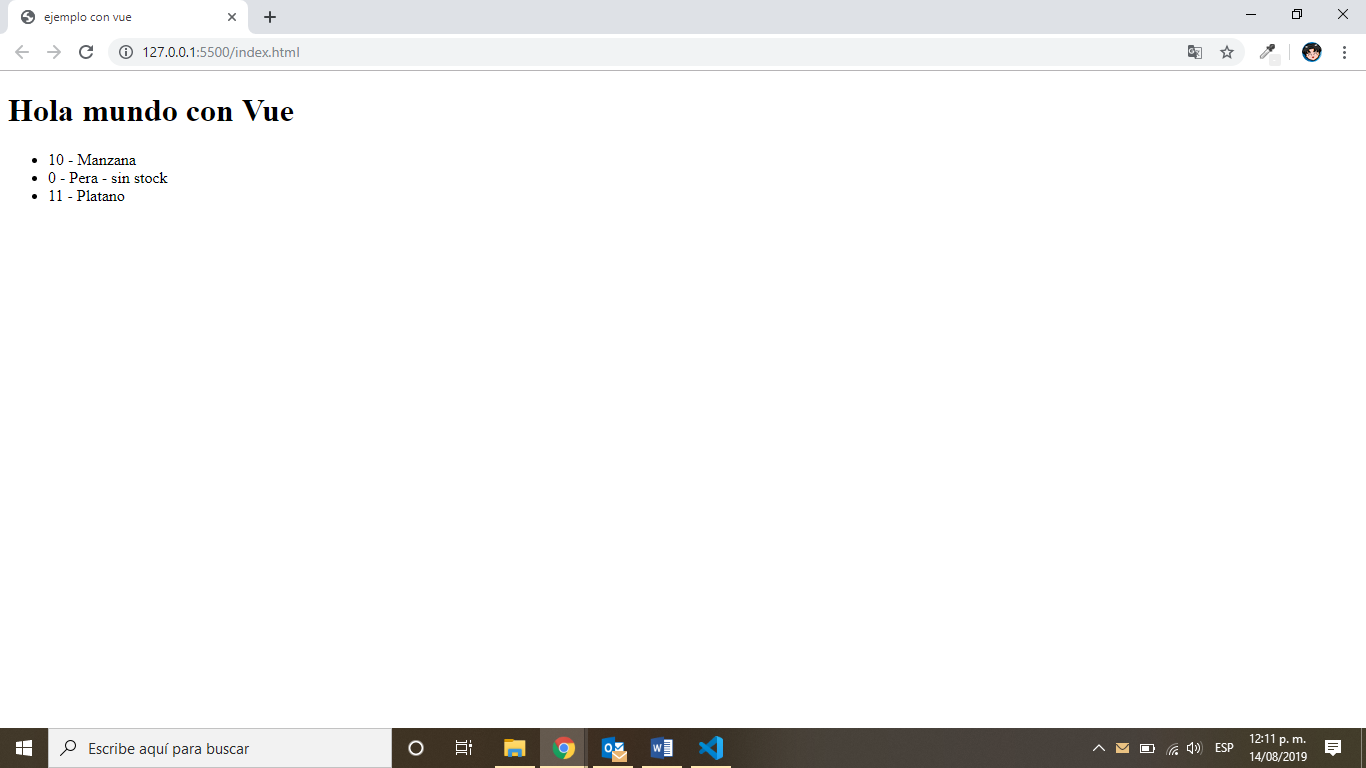 ejemplo con vue
127.0.0.1:5500/index.html
Hola mundo con Vue
10 - Manzana
0 - Pera - sin stock
11 - Platano
Escribe aquí para buscar
ESP
12:11 p. m.
14/08/2019